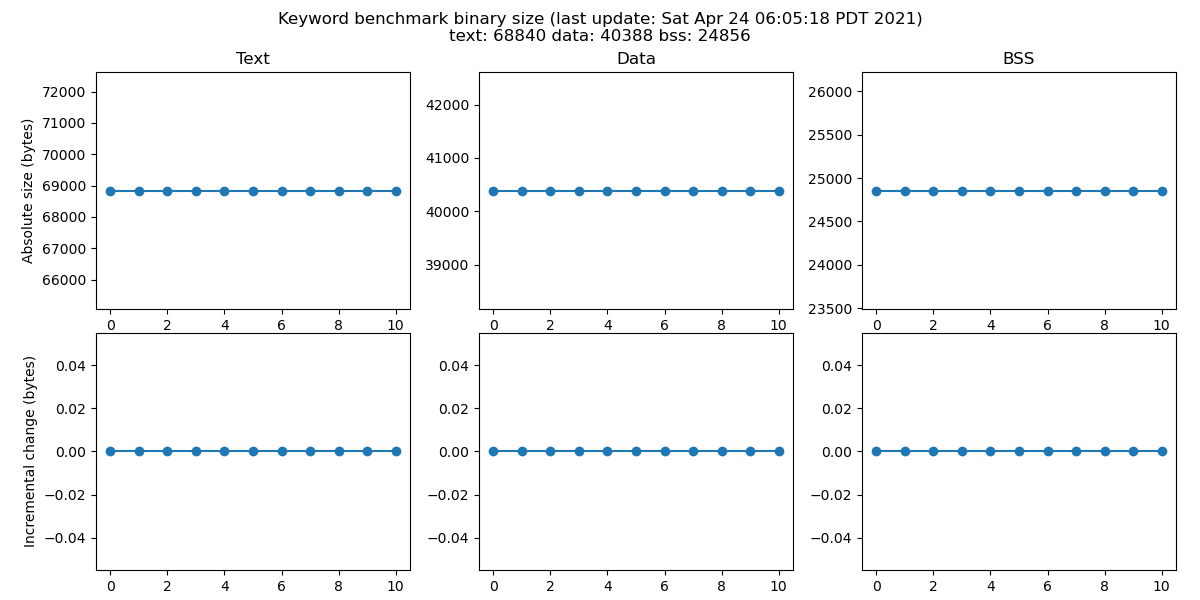 Keyword benchmark binary size (last update: Sat Apr 24 06:05:18 PDT 2021)
text: 68840 data: 40388 bss: 24856
Text
Data
BSS
Absolute size (bytes)
72000
71000
70000
69000
68000
67000
66000
0 2 4 6 8 10
42000
41000
40000
39000
0 2 4 6 8 10
26000
25500
25000
24500
24000
23500
0 2 4 6 8 10
Incremental change (bytes)
0.04
0.02
0.00
−0.02
−0.04
0 2 4 6 8 10
0.04
0.02
0.00
−0.02
−0.04
0 2 4 6 8 10
0.04
0.02
0.00
−0.02
−0.04
0 2 4 6 8 10